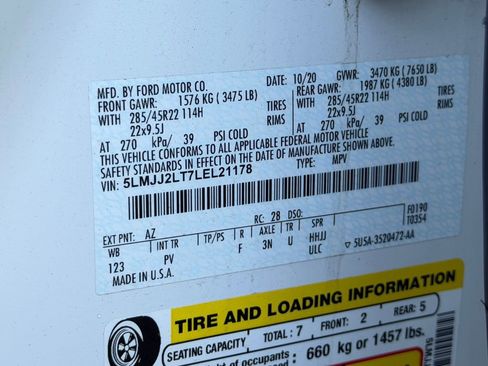 MFD. BY FORD MOTOR CO. 10/20 GVWR: 3470 KG ( 7650 LB)
FRONT GAWR: 1576 KG ( 3475 LB) REAR GAWR: 1987 KG ( 4380 LB)
WITH 285/45R22 114H TIRES WITH 285/45R22 114H TIRES
22x9.5J RIMS 22x9.5J RIMS
AT 270 kPa/ 39 PSI COLD AT 270 kPa/ 39 PSI COLD
THIS VEHICLE CONFORMS TO ALL APPLICABLE FEDERAL MOTOR VEHICLE
SAFETY STANDARDS IN EFFECT ON THE DATE OF MANUFACTURE SHOWN ABOVE.
VIN: 5LMJJ2LT7LEL21178 TYPE: MPV
F0190
T0354
EXT PNT: AZ RC: 28 DSO:
WB INT TR TP/PS R AXLE TR SPR
123 PV F 3N U HHJJ
ULC
5U5A-3520472-AA
MADE IN U.S.A.
TIRE AND LOADING INFORMATION
SEATING CAPACITY TOTAL: 7 FRONT: 2 REAR: 5
of occupants 660 kg or 1457 lbs.